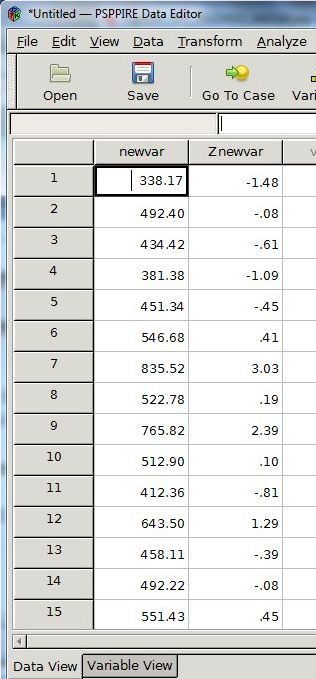 *Untitled — PSPPIRE Data Editor
File Edit View Data Transform Analyze
Open Save Go To Case Vari
newvar Znewvar v
1 338.17 -1.48
2 492.40 -.08
3 434.42 -.61
4 381.38 -1.09
5 451.34 -.45
6 546.68 .41
7 835.52 3.03
8 522.78 .19
9 765.82 2.39
10 512.90 .10
11 412.36 -.81
12 643.50 1.29
13 458.11 -.39
14 492.22 -.08
15 551.43 .45
Data View Variable View